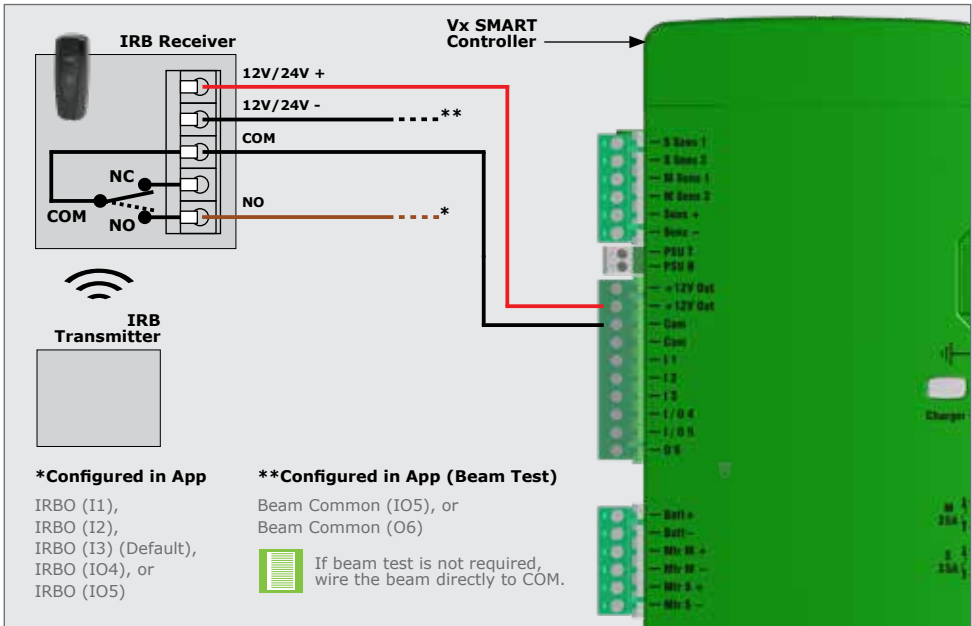 IRB Receiver
12V/24V +
12V/24V -
**
COM
NC
COM
NO
NO
*
IRB
Transmitter
Vx SMART
Controller
S Sens 1
S Sens 2
M Sens 1
M Sens 2
Sens +
Sens -
PSU T
PSU R
+12V Out
+12V Out
Com
Com
I 1
I 2
I 3
I / O 4
I / O 5
O 6
Charger
Batt+
Batt-
Mtr M +
Mtr M -
Mtr S +
Mtr S -
*Configured in App
IRBO (I1),
IRBO (I2),
IRBO (I3) (Default),
IRBO (IO4), or
IRBO (IO5)
**Configured in App (Beam Test)
Beam Common (IO5), or
Beam Common (O6)
If beam test is not required,
wire the beam directly to COM.